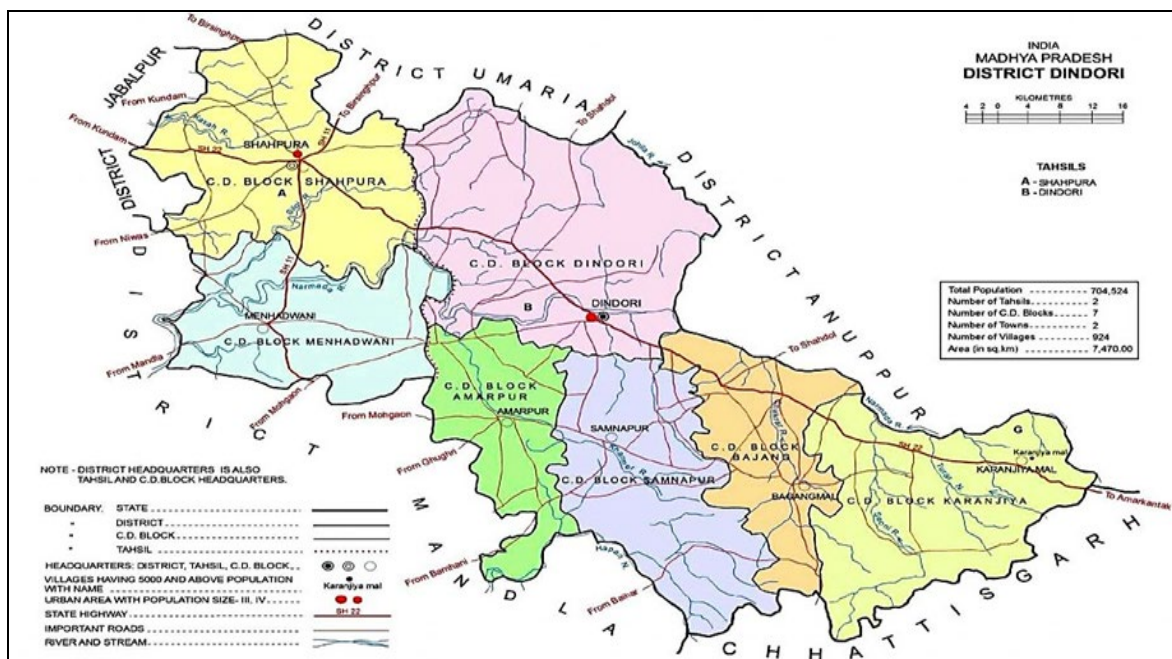 INDIA
MADHYA PRADESH
DISTRICT DINDORI
KILOMETRES
4 2 0 4 8 12 16
TAHSILS
A - SHAHPURA
B - DINDORI
Total Population - 704,524
Number of Tahsils - 2
Number of C.D. Blocks - 7
Number of Towns - 2
Number of Villages - 924
Area (in sq.km) - 7,470.00
DISTRICT UMARIA
DISTRICT ANUPPUR
CHHATTISGARH
DISTRICT MANDLA
DISTRICT
JABALPUR
To Birsinghpur
To Birsinghpur
From Kundam
From Kundam
SH 22
SH 11
SHAHPURA
C.D. BLOCK SHAHPURA
A
From Niwas
SH 11
Narmada R.
MENHADWANI
C.D. BLOCK MENHADWANI
From Mandla
From Mohgaon
To Shahdol
Johila R.
C.D. BLOCK DINDORI
B
DINDORI
C.D. BLOCK
AMARPUR
AMARPUR
From Mohgaon
From Ghughri
From Bamhani
SAMNAPUR
C.D. BLOCK SAMNAPUR
From Baihar
To Shahdol
C.D. BLOCK
BAJANG
BAGANGMAL
Narmada R.
SH 22
G
Karanjiya mal
KARANJIYA MAL
C.D. BLOCK KARANJIYA
To Amarkantak
NOTE - DISTRICT HEADQUARTERS IS ALSO
TAHSIL AND C.D.BLOCK HEADQUARTERS.
BOUNDARY. STATE
" DISTRICT
" C.D. BLOCK
" TAHSIL
HEADQUARTERS: DISTRICT, TAHSIL, C.D. BLOCK
VILLAGES HAVING 5000 AND ABOVE POPULATION
WITH NAME Karanjiya mal
URBAN AREA WITH POPULATION SIZE- III, IV
STATE HIGHWAY SH 22
IMPORTANT ROADS
RIVER AND STREAM